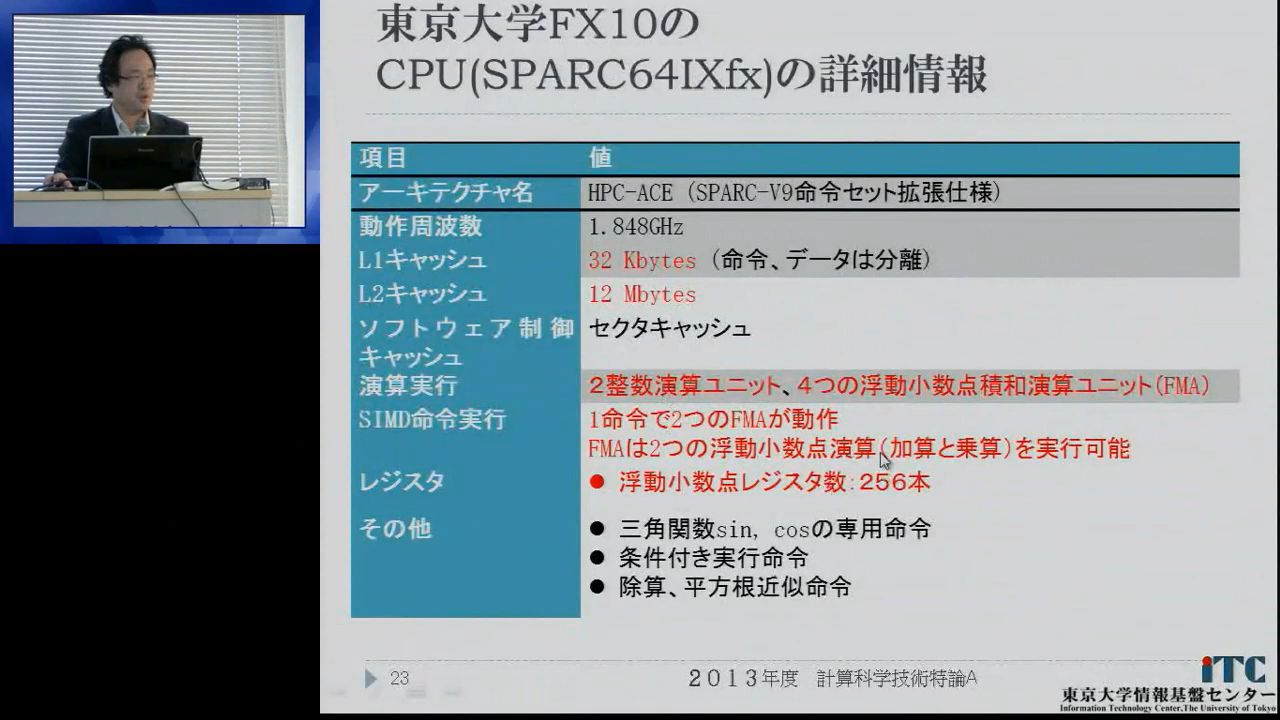 東京大学FX10の
CPU(SPARC64IXfx)の詳細情報
項目 値
アーキテクチャ名 HPC-ACE (SPARC-V9命令セット拡張仕様)
動作周波数 1.848GHz
L1キャッシュ 32 Kbytes (命令、データは分離)
L2キャッシュ 12 Mbytes
ソフトウェア制御 セクタキャッシュ
キャッシュ
演算実行 2整数演算ユニット、4つの浮動小数点積和演算ユニット(FMA)
SIMD命令実行 1命令で2つのFMAが動作
FMAは2つの浮動小数点演算(加算と乗算)を実行可能
レジスタ ● 浮動小数点レジスタ数:256本
その他 ● 三角関数sin, cosの専用命令
● 条件付き実行命令
● 除算、平方根近似命令
23 2013年度 計算科学技術特論A
iTC
東京大学情報基盤センター
Information Technology Center,The University of Tokyo